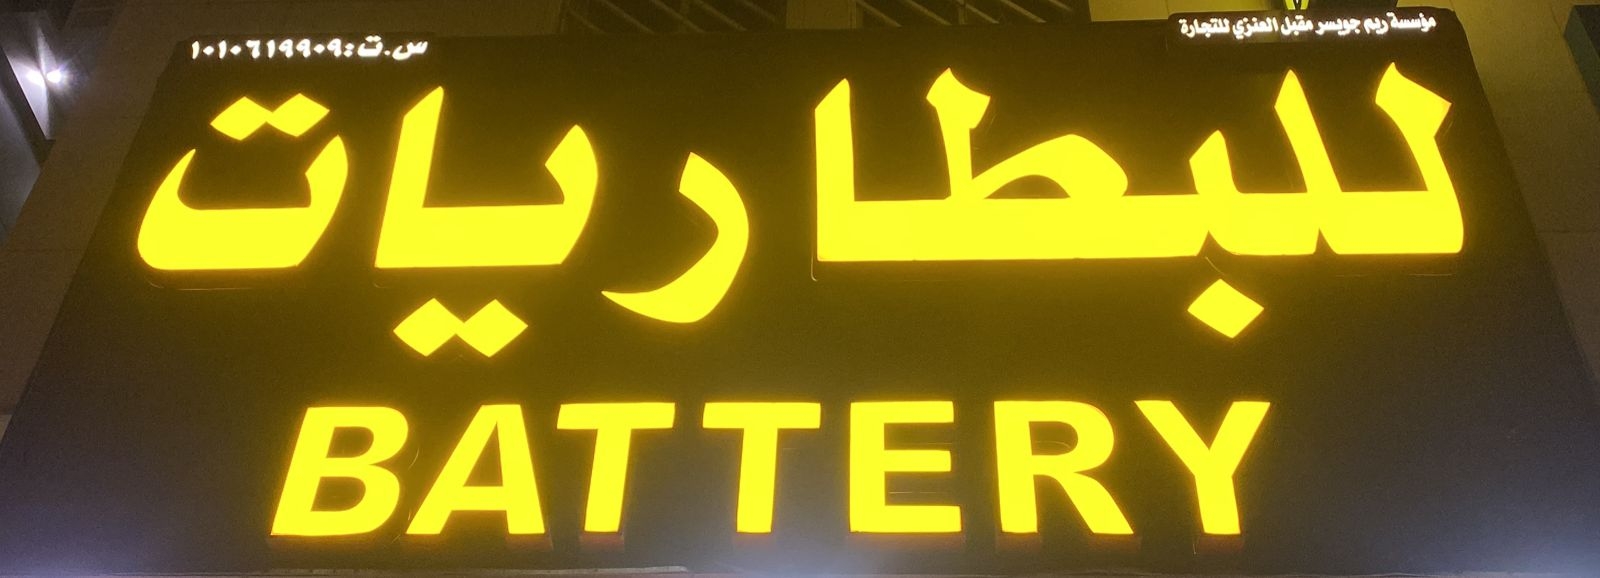 مؤسسة ريم جويسر مقبل العنزي للتجارة
س.ت:١٠١٠٦١٩٩٠٩
للبطاريات
BATTERY